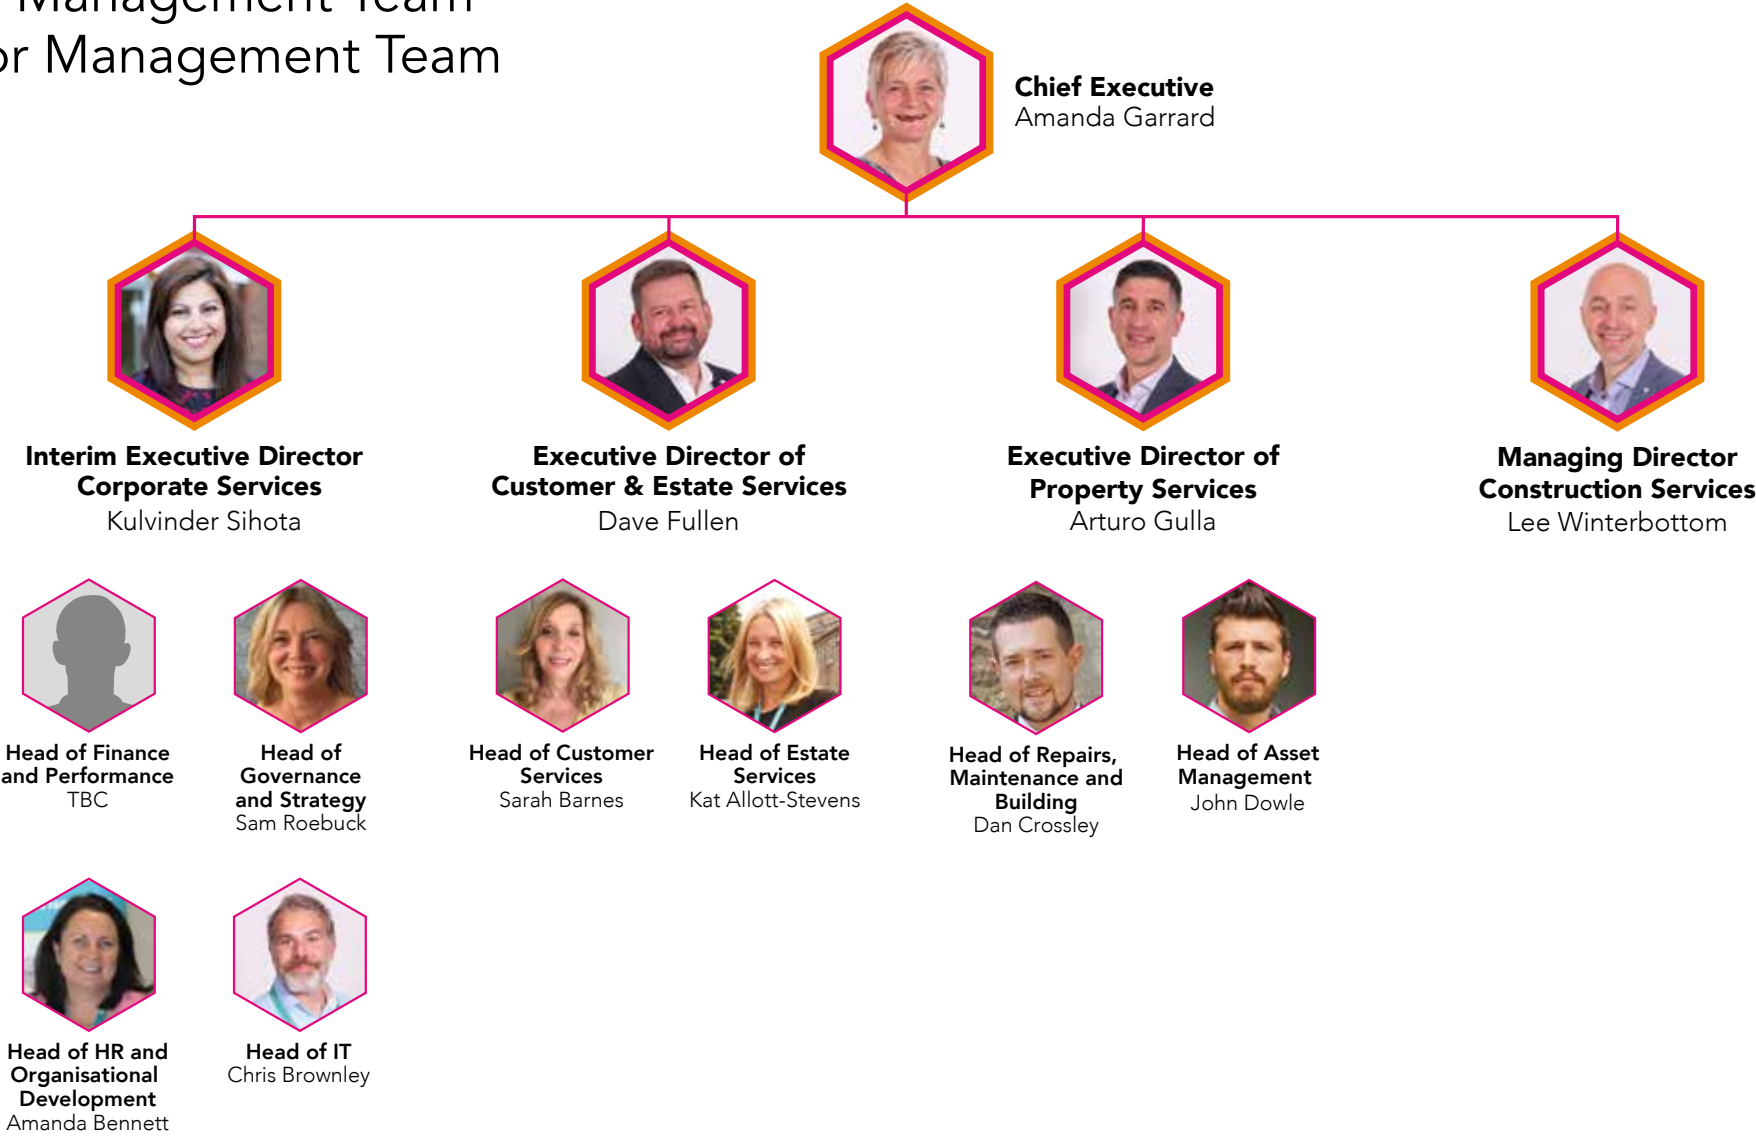 Management Team
or Management Team
Chief Executive
Amanda Garrard
Interim Executive Director
Corporate Services
Kulvinder Sihota
Executive Director of
Customer & Estate Services
Dave Fullen
Executive Director of
Property Services
Arturo Gulla
Managing Director
Construction Services
Lee Winterbottom
Head of Finance
and Performance
TBC
Head of
Governance
and Strategy
Sam Roebuck
Head of Customer
Services
Sarah Barnes
Head of Estate
Services
Kat Allott-Stevens
Head of Repairs,
Maintenance and
Building
Dan Crossley
Head of Asset
Management
John Dowle
Head of HR and
Organisational
Development
Amanda Bennett
Head of IT
Chris Brownley